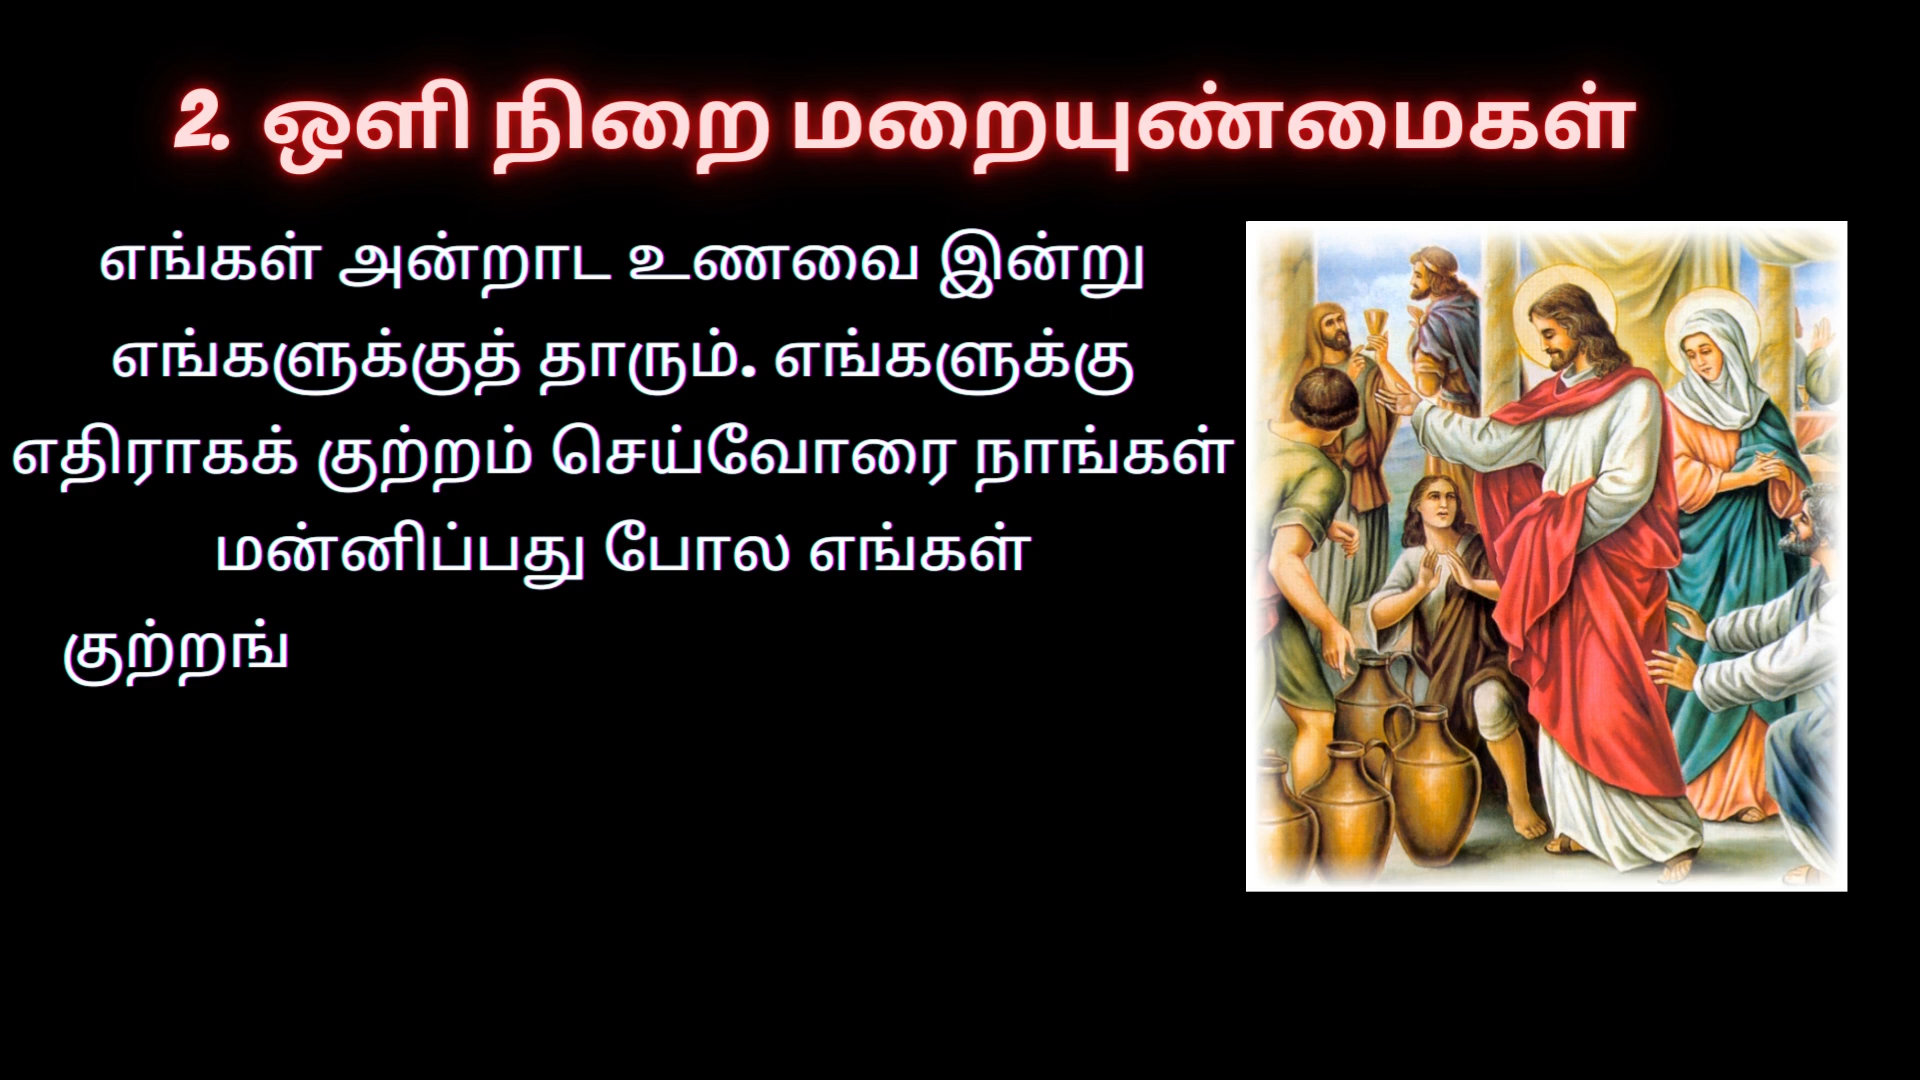 2. ஒளி நிறை மறையுண்மைகள்
எங்கள் அன்றாட உணவை இன்று
எங்களுக்குத் தாரும். எங்களுக்கு
எதிராகக் குற்றம் செய்வோரை நாங்கள்
மன்னிப்பது போல எங்கள்
குற்றங்